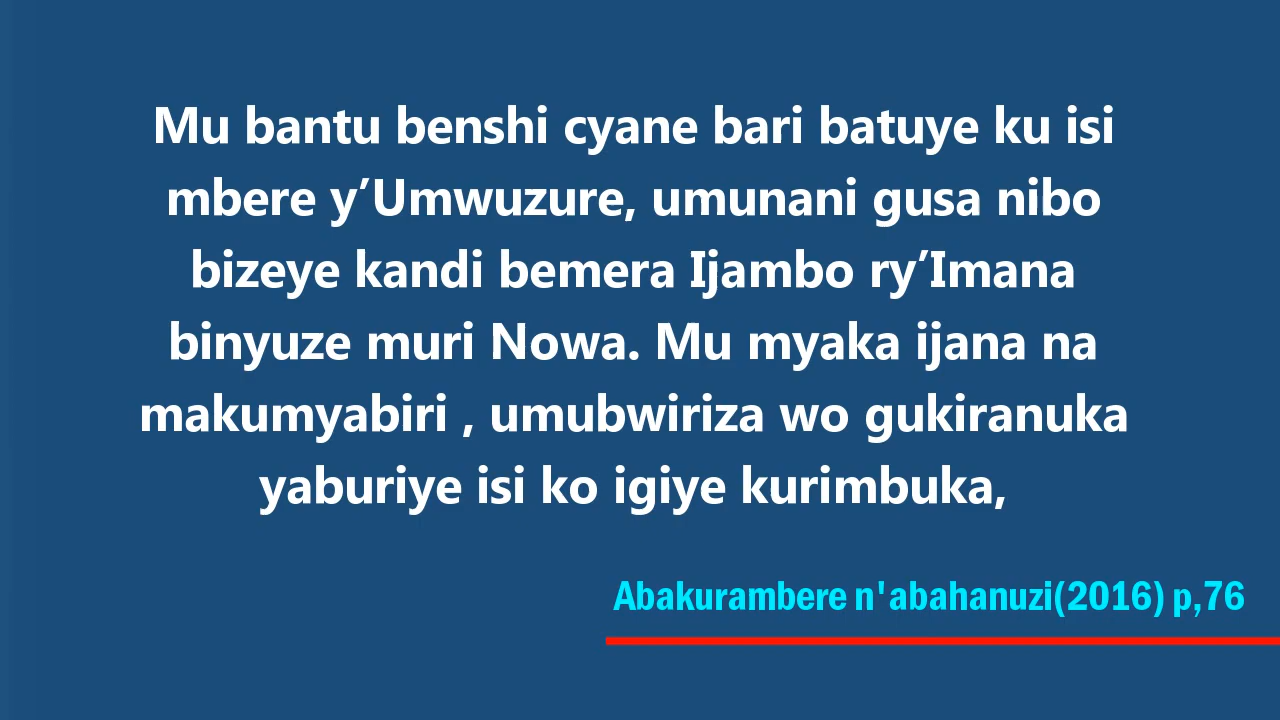 Mu bantu benshi cyane bari batuye ku isi
mbere y’Umwuzure, umunani gusa nibo
bizeye kandi bemera Ijambo ry’Imana
binyuze muri Nowa. Mu myaka ijana na
makumyabiri , umubwiriza wo gukiranuka
yaburiye isi ko igiye kurimbuka,
Abakurambere n'abahanuzi(2016) p,76